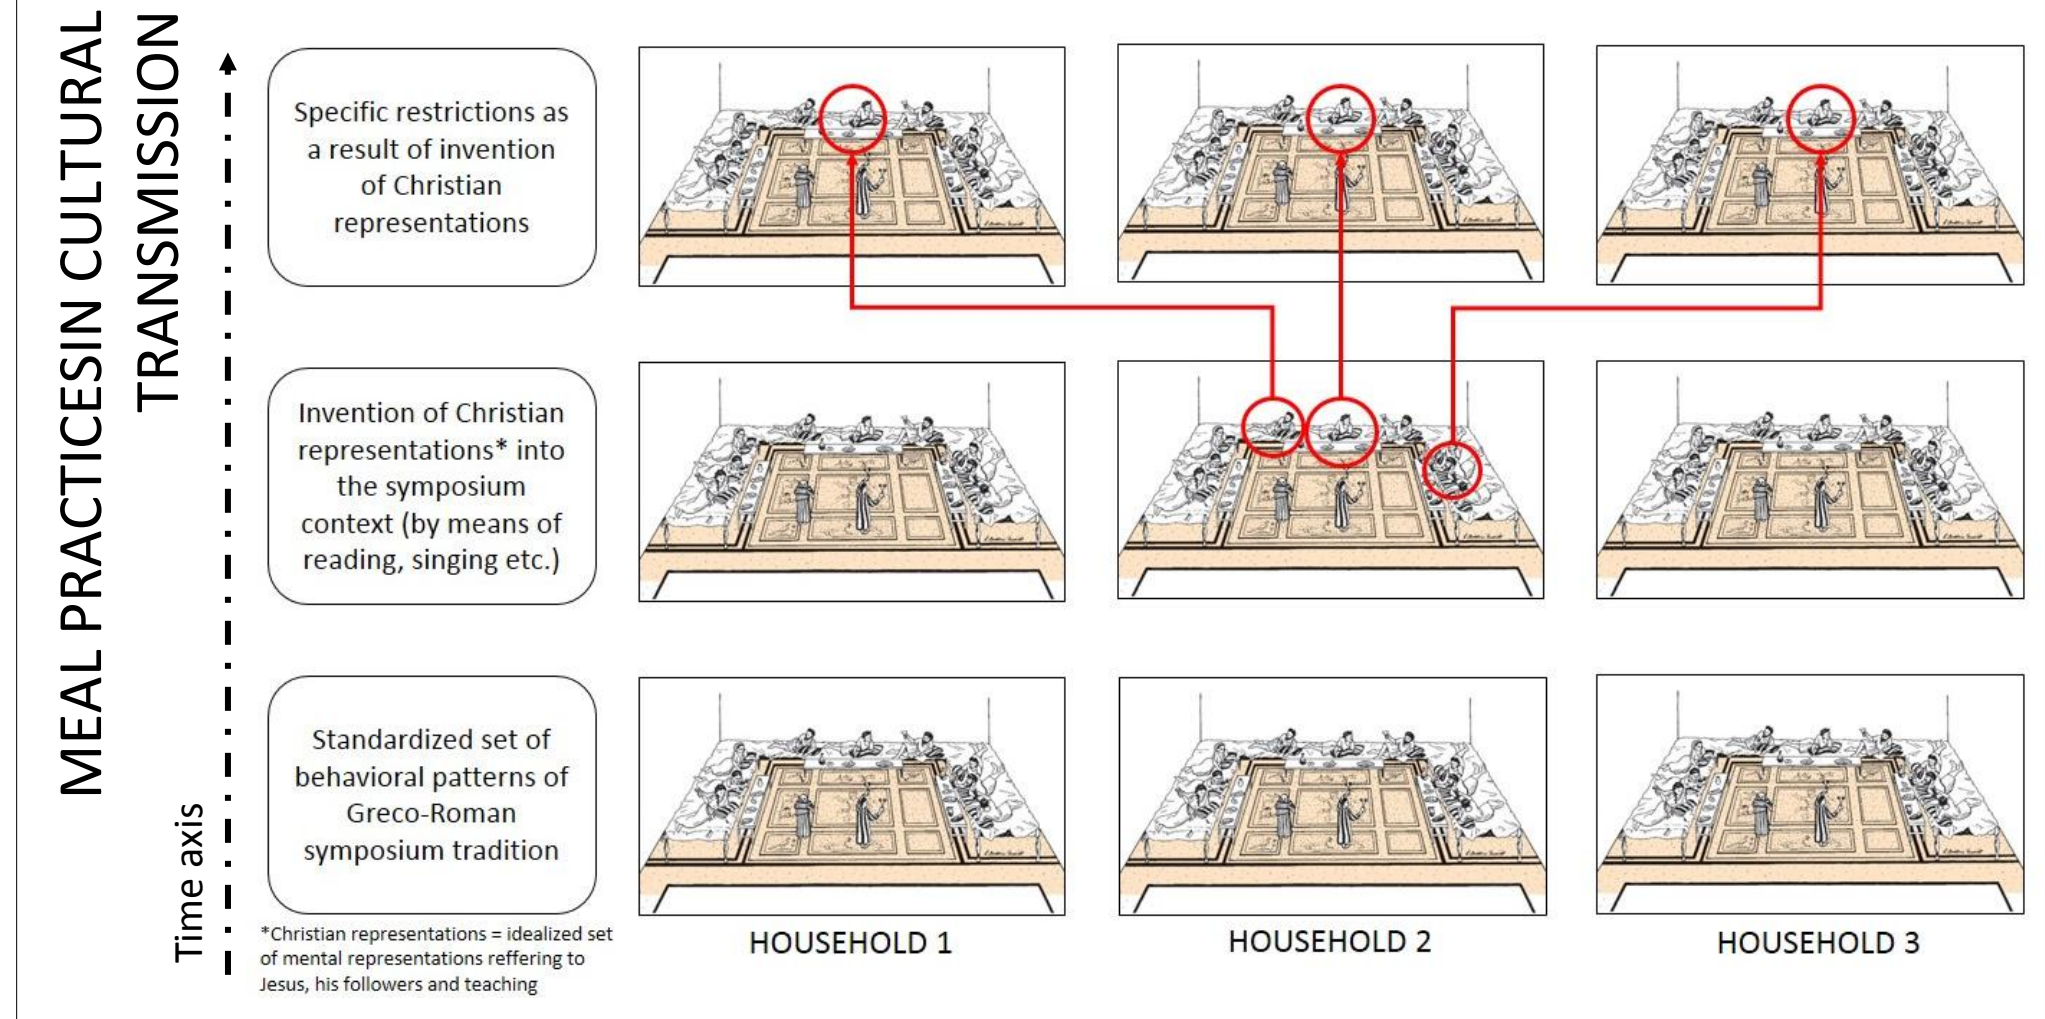 MEAL PRACTICESIN CULTURAL
TRANSMISSION
Time axis
Specific restrictions as
a result of invention
of Christian
representations
Invention of Christian
representations* into
the symposium
context (by means of
reading, singing etc.)
Standardized set of
behavioral patterns of
Greco-Roman
symposium tradition
*Christian representations = idealized set
of mental representations reffering to
Jesus, his followers and teaching
HOUSEHOLD 1
HOUSEHOLD 2
HOUSEHOLD 3